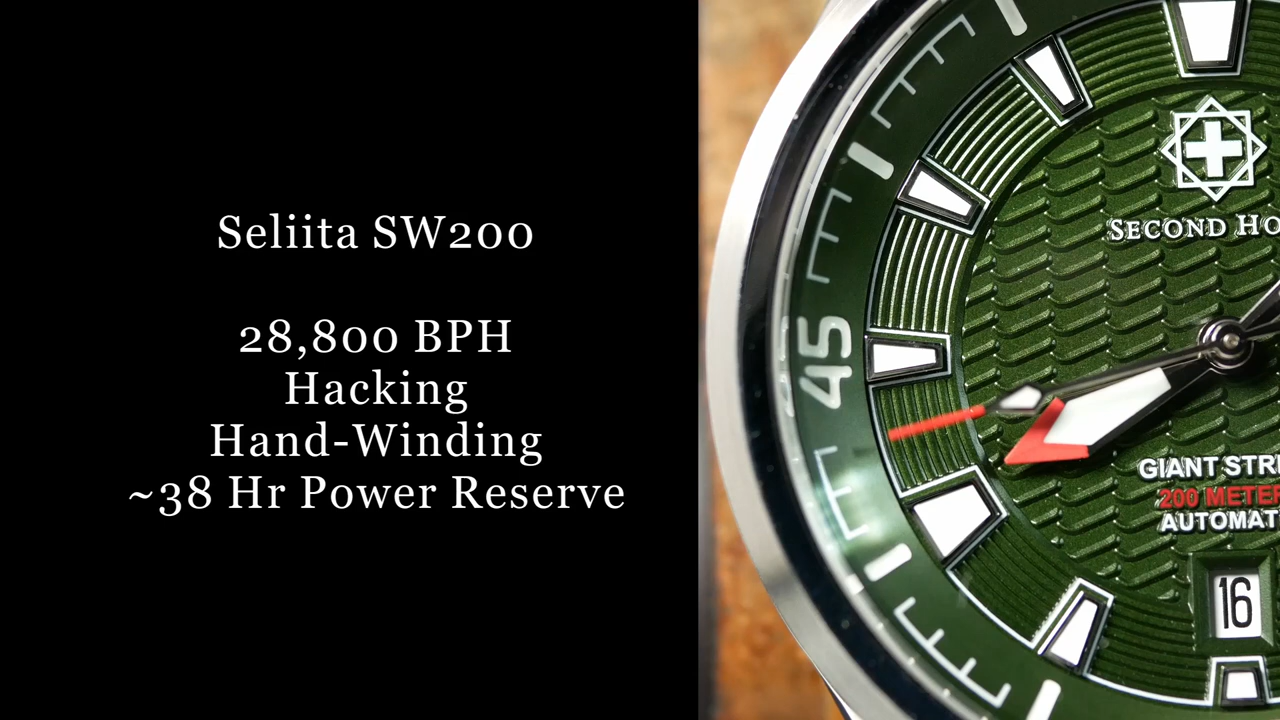 Seliita SW200
28,800 BPH
Hacking
Hand-Winding
~38 Hr Power Reserve
45
SECOND HO
GIANT STRI
200 METER
AUTOMAT
16